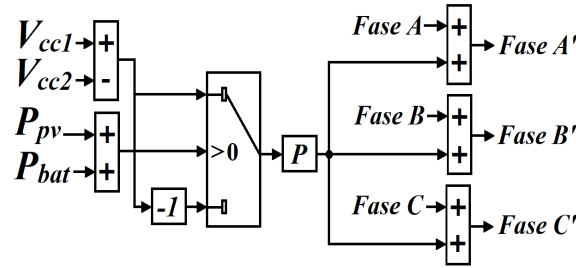 Vcc1
+
Vcc2
-
Ppv
+
Pbat
+
>0
-1
P
Fase A
+
Fase A'
+
Fase B
+
Fase B'
+
Fase C
+
Fase C'
+